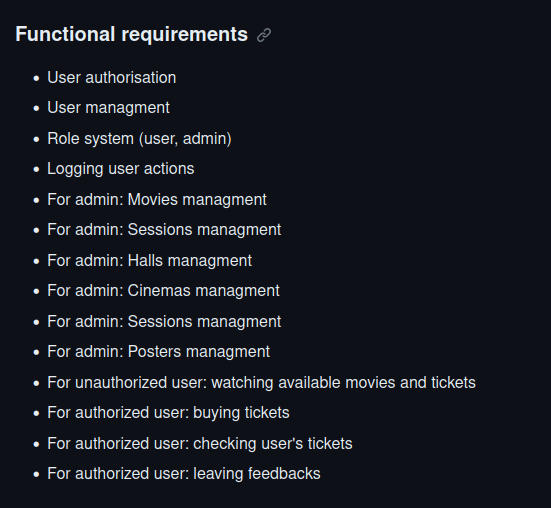 Functional requirements
User authorisation
User managment
Role system (user, admin)
Logging user actions
For admin: Movies managment
For admin: Sessions managment
For admin: Halls managment
For admin: Cinemas managment
For admin: Sessions managment
For admin: Posters managment
For unauthorized user: watching available movies and tickets
For authorized user: buying tickets
For authorized user: checking user's tickets
For authorized user: leaving feedbacks